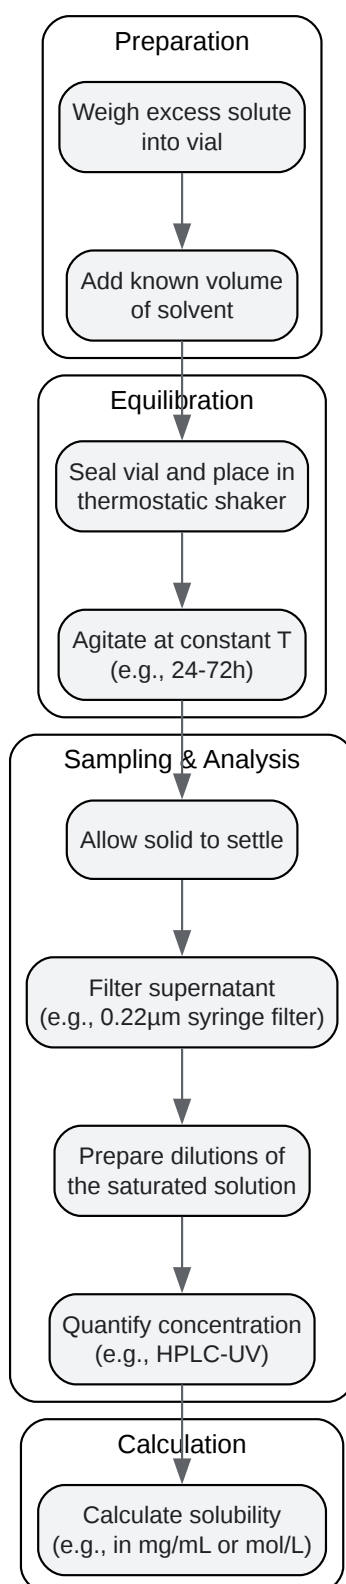 Preparation
Weigh excess solute
into vial
Add known volume
of solvent
Equilibration
Seal vial and place in
thermostatic shaker
Agitate at constant T
(e.g., 24-72h)
Sampling & Analysis
Allow solid to settle
Filter supernatant
(e.g., 0.22µm syringe filter)
Prepare dilutions of
the saturated solution
Quantify concentration
(e.g., HPLC-UV)
Calculation
Calculate solubility
(e.g., in mg/mL or mol/L)